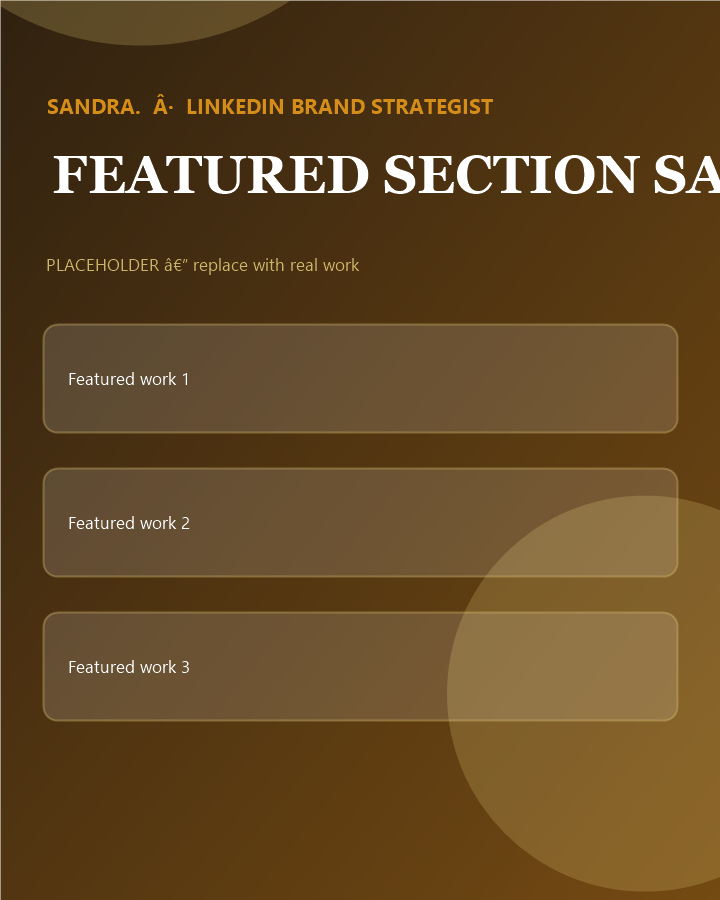 SANDRA. Â· LINKEDIN BRAND STRATEGIST
FEATURED SECTION SA
PLACEHOLDER â€” replace with real work
Featured work 1
Featured work 2
Featured work 3